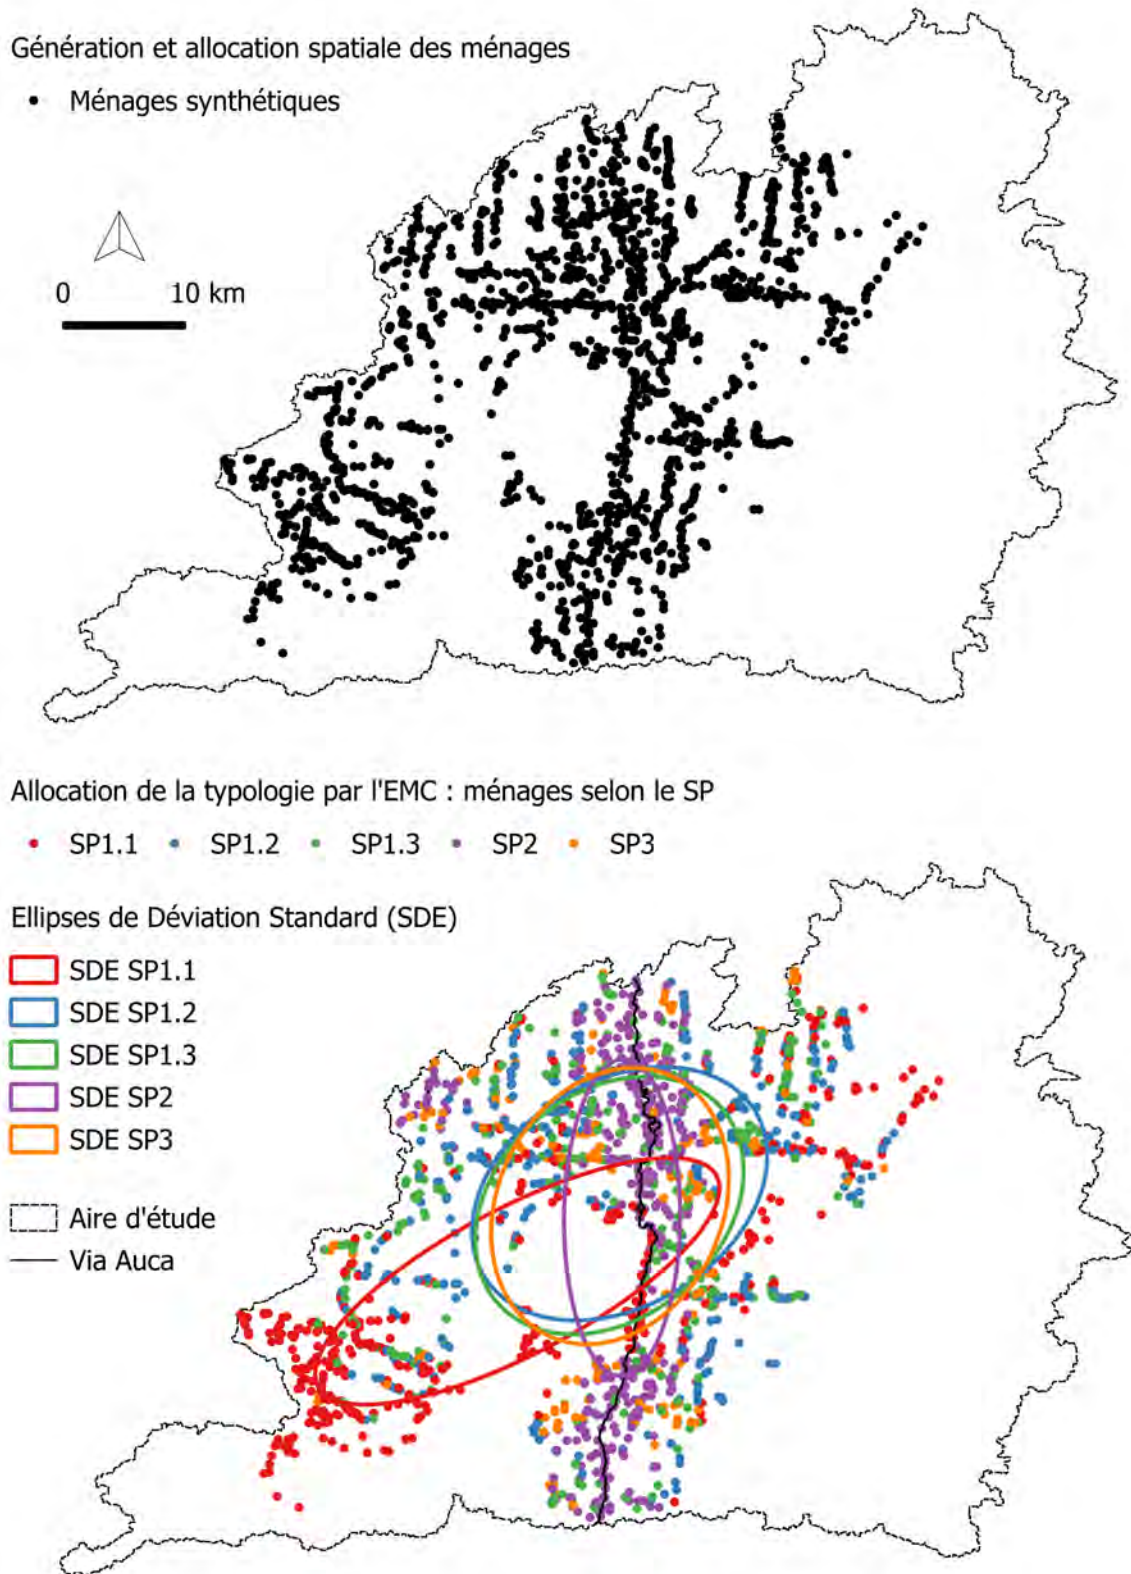 Génération et allocation spatiale des ménages
Ménages synthétiques
0 10 km
Allocation de la typologie par l'EMC : ménages selon le SP
SP1.1 SP1.2 SP1.3 SP2 SP3
Ellipses de Déviation Standard (SDE)
SDE SP1.1
SDE SP1.2
SDE SP1.3
SDE SP2
SDE SP3
Aire d'étude
Via Auca